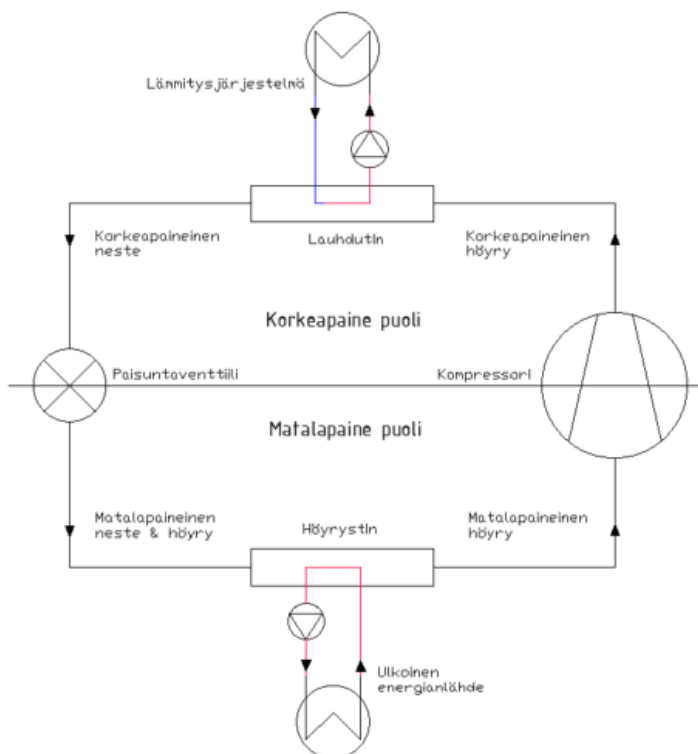 Lämmitysjärjestelmä
Korkeapaineinen
neste
Lauhdutin
Korkeapaineinen
höyry
Korkeapaine puoli
Paisuntaventtiili
Kompressori
Matalapaine puoli
Matalapaineinen
neste & höyry
Höyrystin
Matalapaineinen
höyry
Ulkoinen
energianlähde